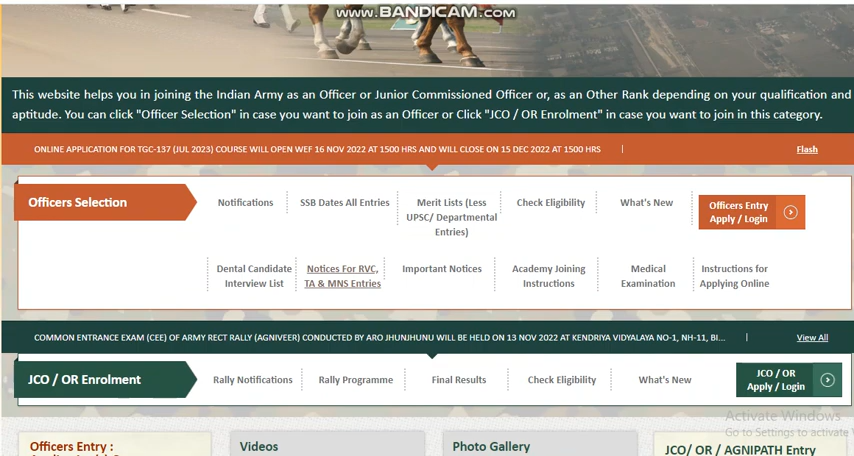 www.BANDICAM.com
This website helps you in joining the Indian Army as an Officer or Junior Commissioned Officer or, as an Other Rank depending on your qualification and
aptitude. You can click "Officer Selection" in case you want to join as an Officer or Click "JCO / OR Enrolment" in case you want to join in this category.
ONLINE APPLICATION FOR TGC-137 (JUL 2023) COURSE WILL OPEN WEF 16 NOV 2022 AT 1500 HRS AND WILL CLOSE ON 15 DEC 2022 AT 1500 HRS | Flash
Officers Selection
Notifications
SSB Dates All Entries
Merit Lists (Less
UPSC/ Departmental
Entries)
Check Eligibility
What's New
Officers Entry
Apply / Login
Dental Candidate
Interview List
Notices For RVC,
TA & MNS Entries
Important Notices
Academy Joining
Instructions
Medical
Examination
Instructions for
Applying Online
COMMON ENTRANCE EXAM (CEE) OF ARMY RECT RALLY (AGNIVEER) CONDUCTED BY ARO JHUNJHUNU WILL BE HELD ON 13 NOV 2022 AT KENDRIYA VIDYALAYA NO-1, NH-11, BI... | View All
JCO / OR Enrolment
Rally Notifications
Rally Programme
Final Results
Check Eligibility
What's New
JCO / OR
Apply / Login
Activate Windows
Go to Settings to activate
Officers Entry :
Videos
Photo Gallery
JCO/ OR / AGNIPATH Entry